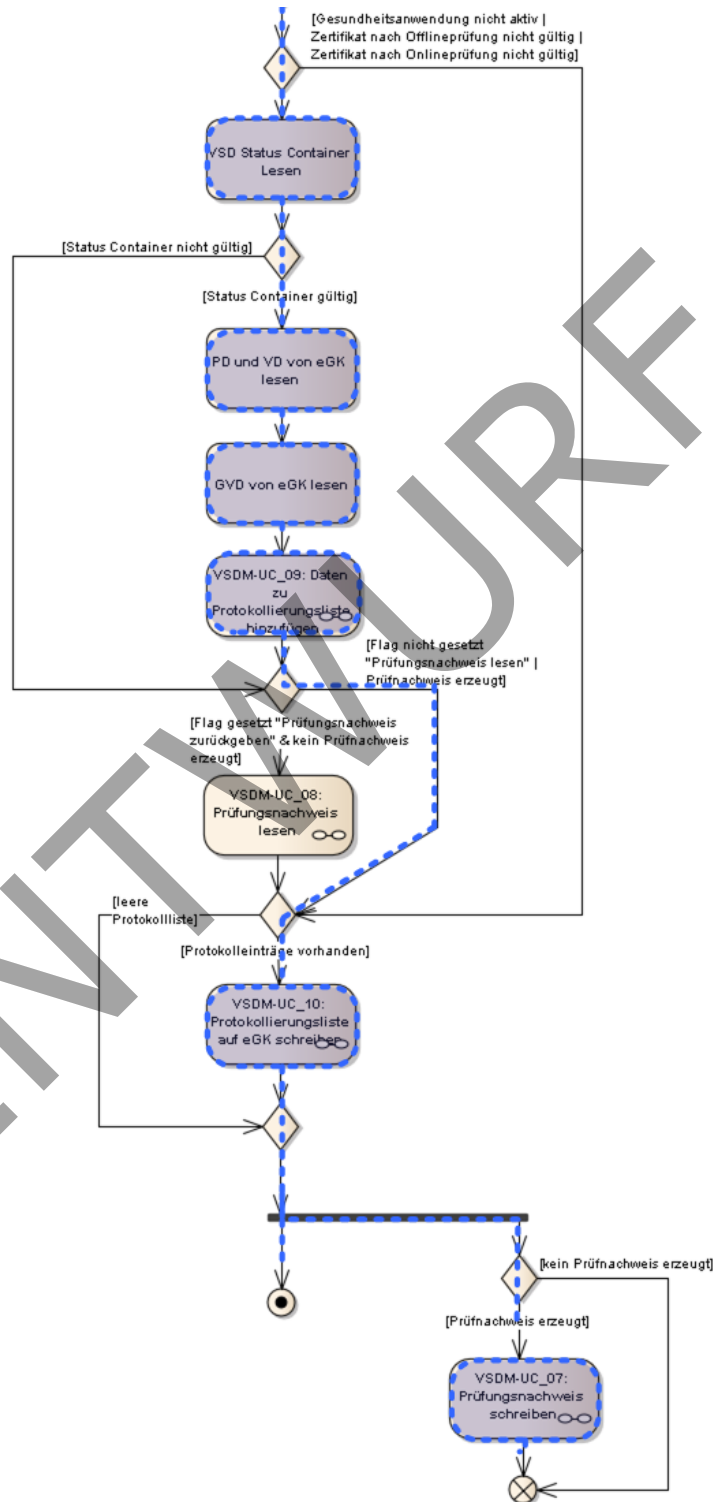 [Gesundheitsanwendung nicht aktiv |
Zertifikat nach Offlineprüfung nicht gültig |
Zertifikat nach Onlineprüfung nicht gültig]
VSD Status Container
Lesen
[Status Container nicht gültig]
[Status Container gültig]
PD und VD von eGK
lesen
GVD von eGK lesen
VSDM-UC_09: Daten
zu
Protokollierungsliste
hinzufügen
[Flag nicht gesetzt
"Prüfungsnachweis lesen" |
Prüfnachweis erzeugt]
[Flag gesetzt "Prüfungsnachweis
zurückgeben" & kein Prüfnachweis
erzeugt]
VSDM-UC_08:
Prüfungsnachweis
lesen
[leere
Protokollliste]
[Protokolleinträge vorhanden]
VSDM-UC_10:
Protokollierungsliste
auf eGK schreiben
[kein Prüfnachweis erzeugt]
[Prüfnachweis erzeugt]
VSDM-UC_07:
Prüfungsnachweis
schreiben
ENTWURF